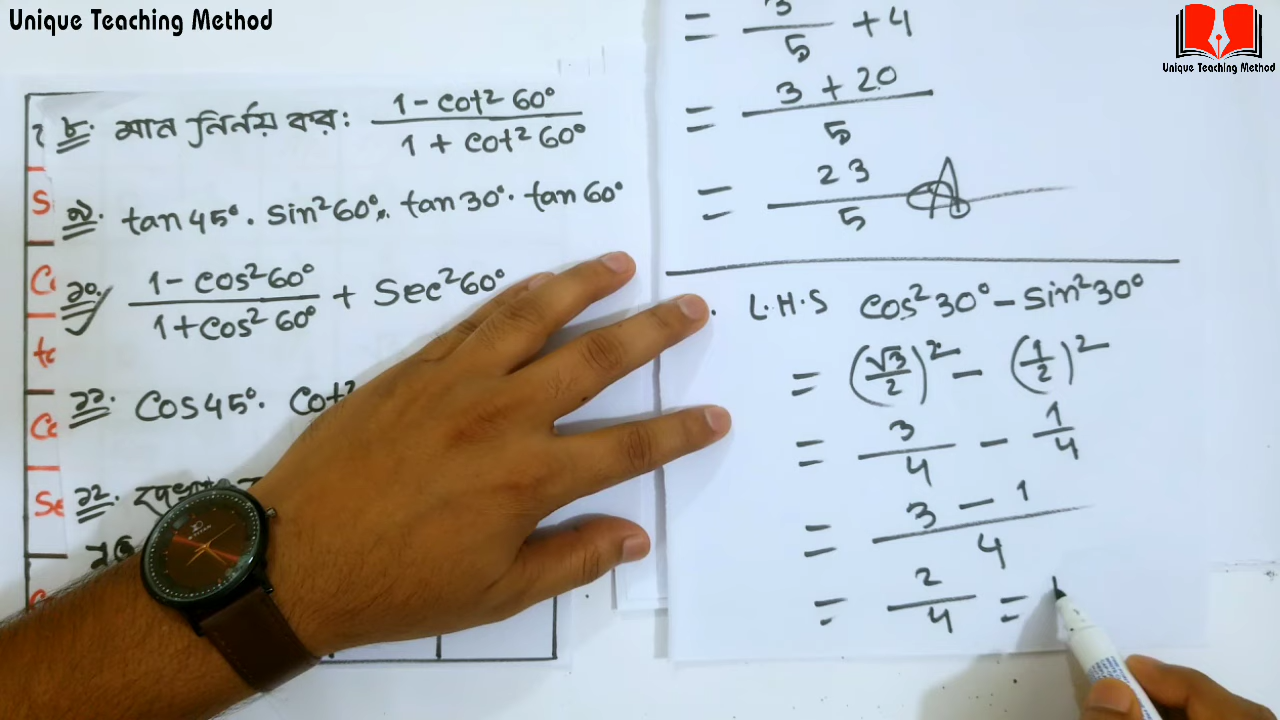 Unique Teaching Method
Unique Teaching Method
৮. মান নির্নয় কর: (1 - cot² 60°) / (1 + cot² 60°)
৯. tan 45° . sin² 60° . tan 30° . tan 60°
১০. (1 - cos² 60°) / (1 + cos² 60°) + Sec² 60°
১১. Cos 45° . Cot²
১২.
S
Se
= 3/5 + 4
= (3 + 20)/5
= 23/5
L.H.S cos² 30° - sin² 30°
= (√3/2)² - (1/2)²
= 3/4 - 1/4
= (3 - 1)/4
= 2/4 =